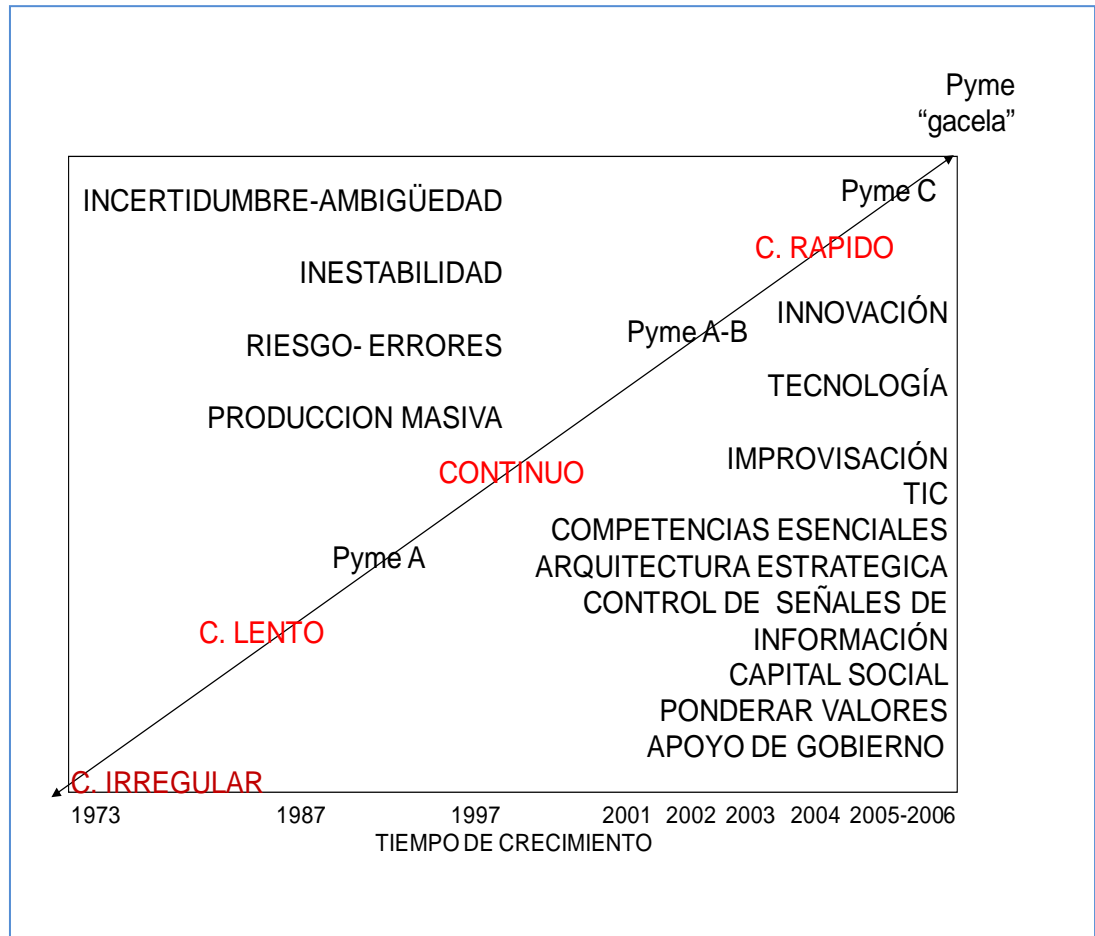 Pyme
“gacela”
INCERTIDUMBRE-AMBIGÜEDAD
Pyme C
C. RAPIDO
INESTABILIDAD
INNOVACIÓN
RIESGO- ERRORES
Pyme A-B
TECNOLOGÍA
PRODUCCION MASIVA
CONTINUO
IMPROVISACIÓN
TIC
COMPETENCIAS ESENCIALES
Pyme A
ARQUITECTURA ESTRATEGICA
CONTROL DE SEÑALES DE
INFORMACIÓN
C. LENTO
CAPITAL SOCIAL
PONDERAR VALORES
APOYO DE GOBIERNO
C. IRREGULAR
1973 1987 1997 2001 2002 2003 2004 2005-2006
TIEMPO DE CRECIMIENTO